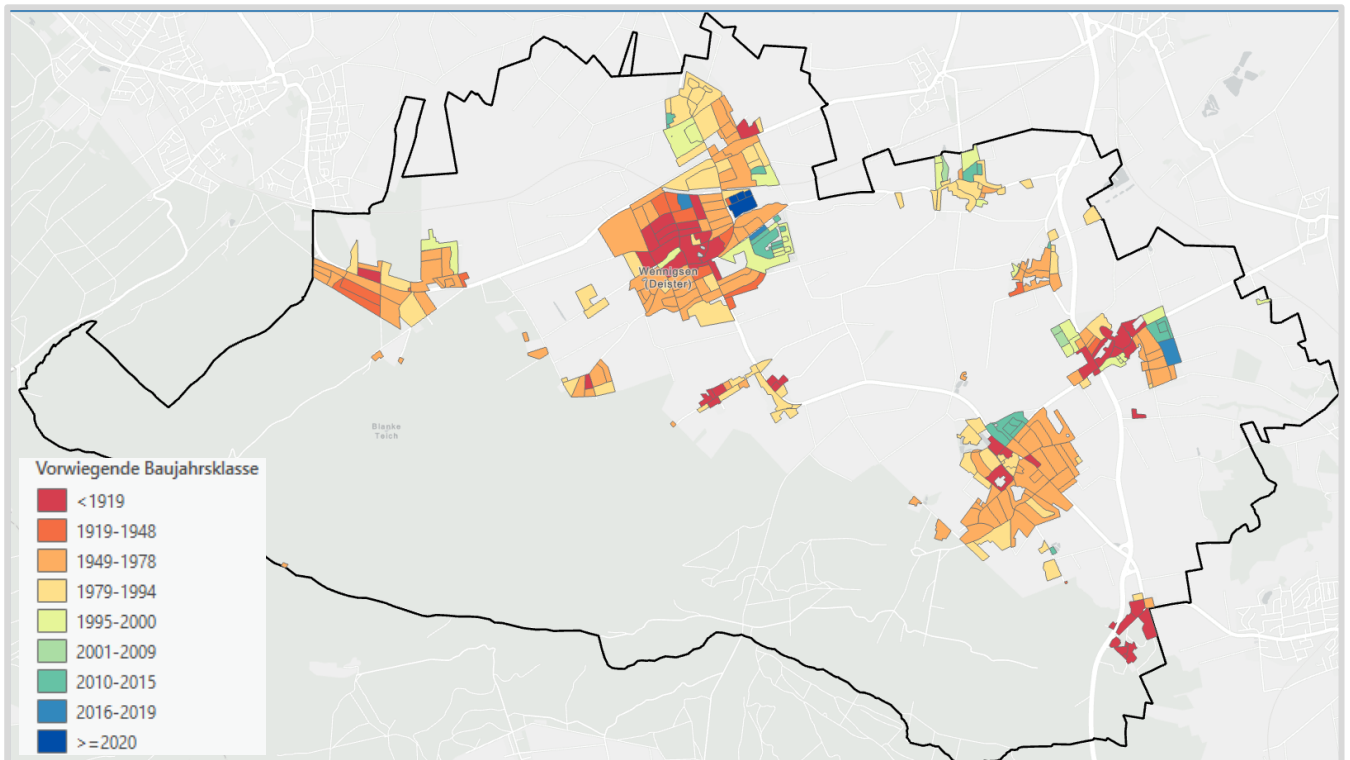 Wennigsen
(Deister)
Blanke
Teich
Vorwiegende Baujahrsklasse
<1919
1919-1948
1949-1978
1979-1994
1995-2000
2001-2009
2010-2015
2016-2019
>=2020